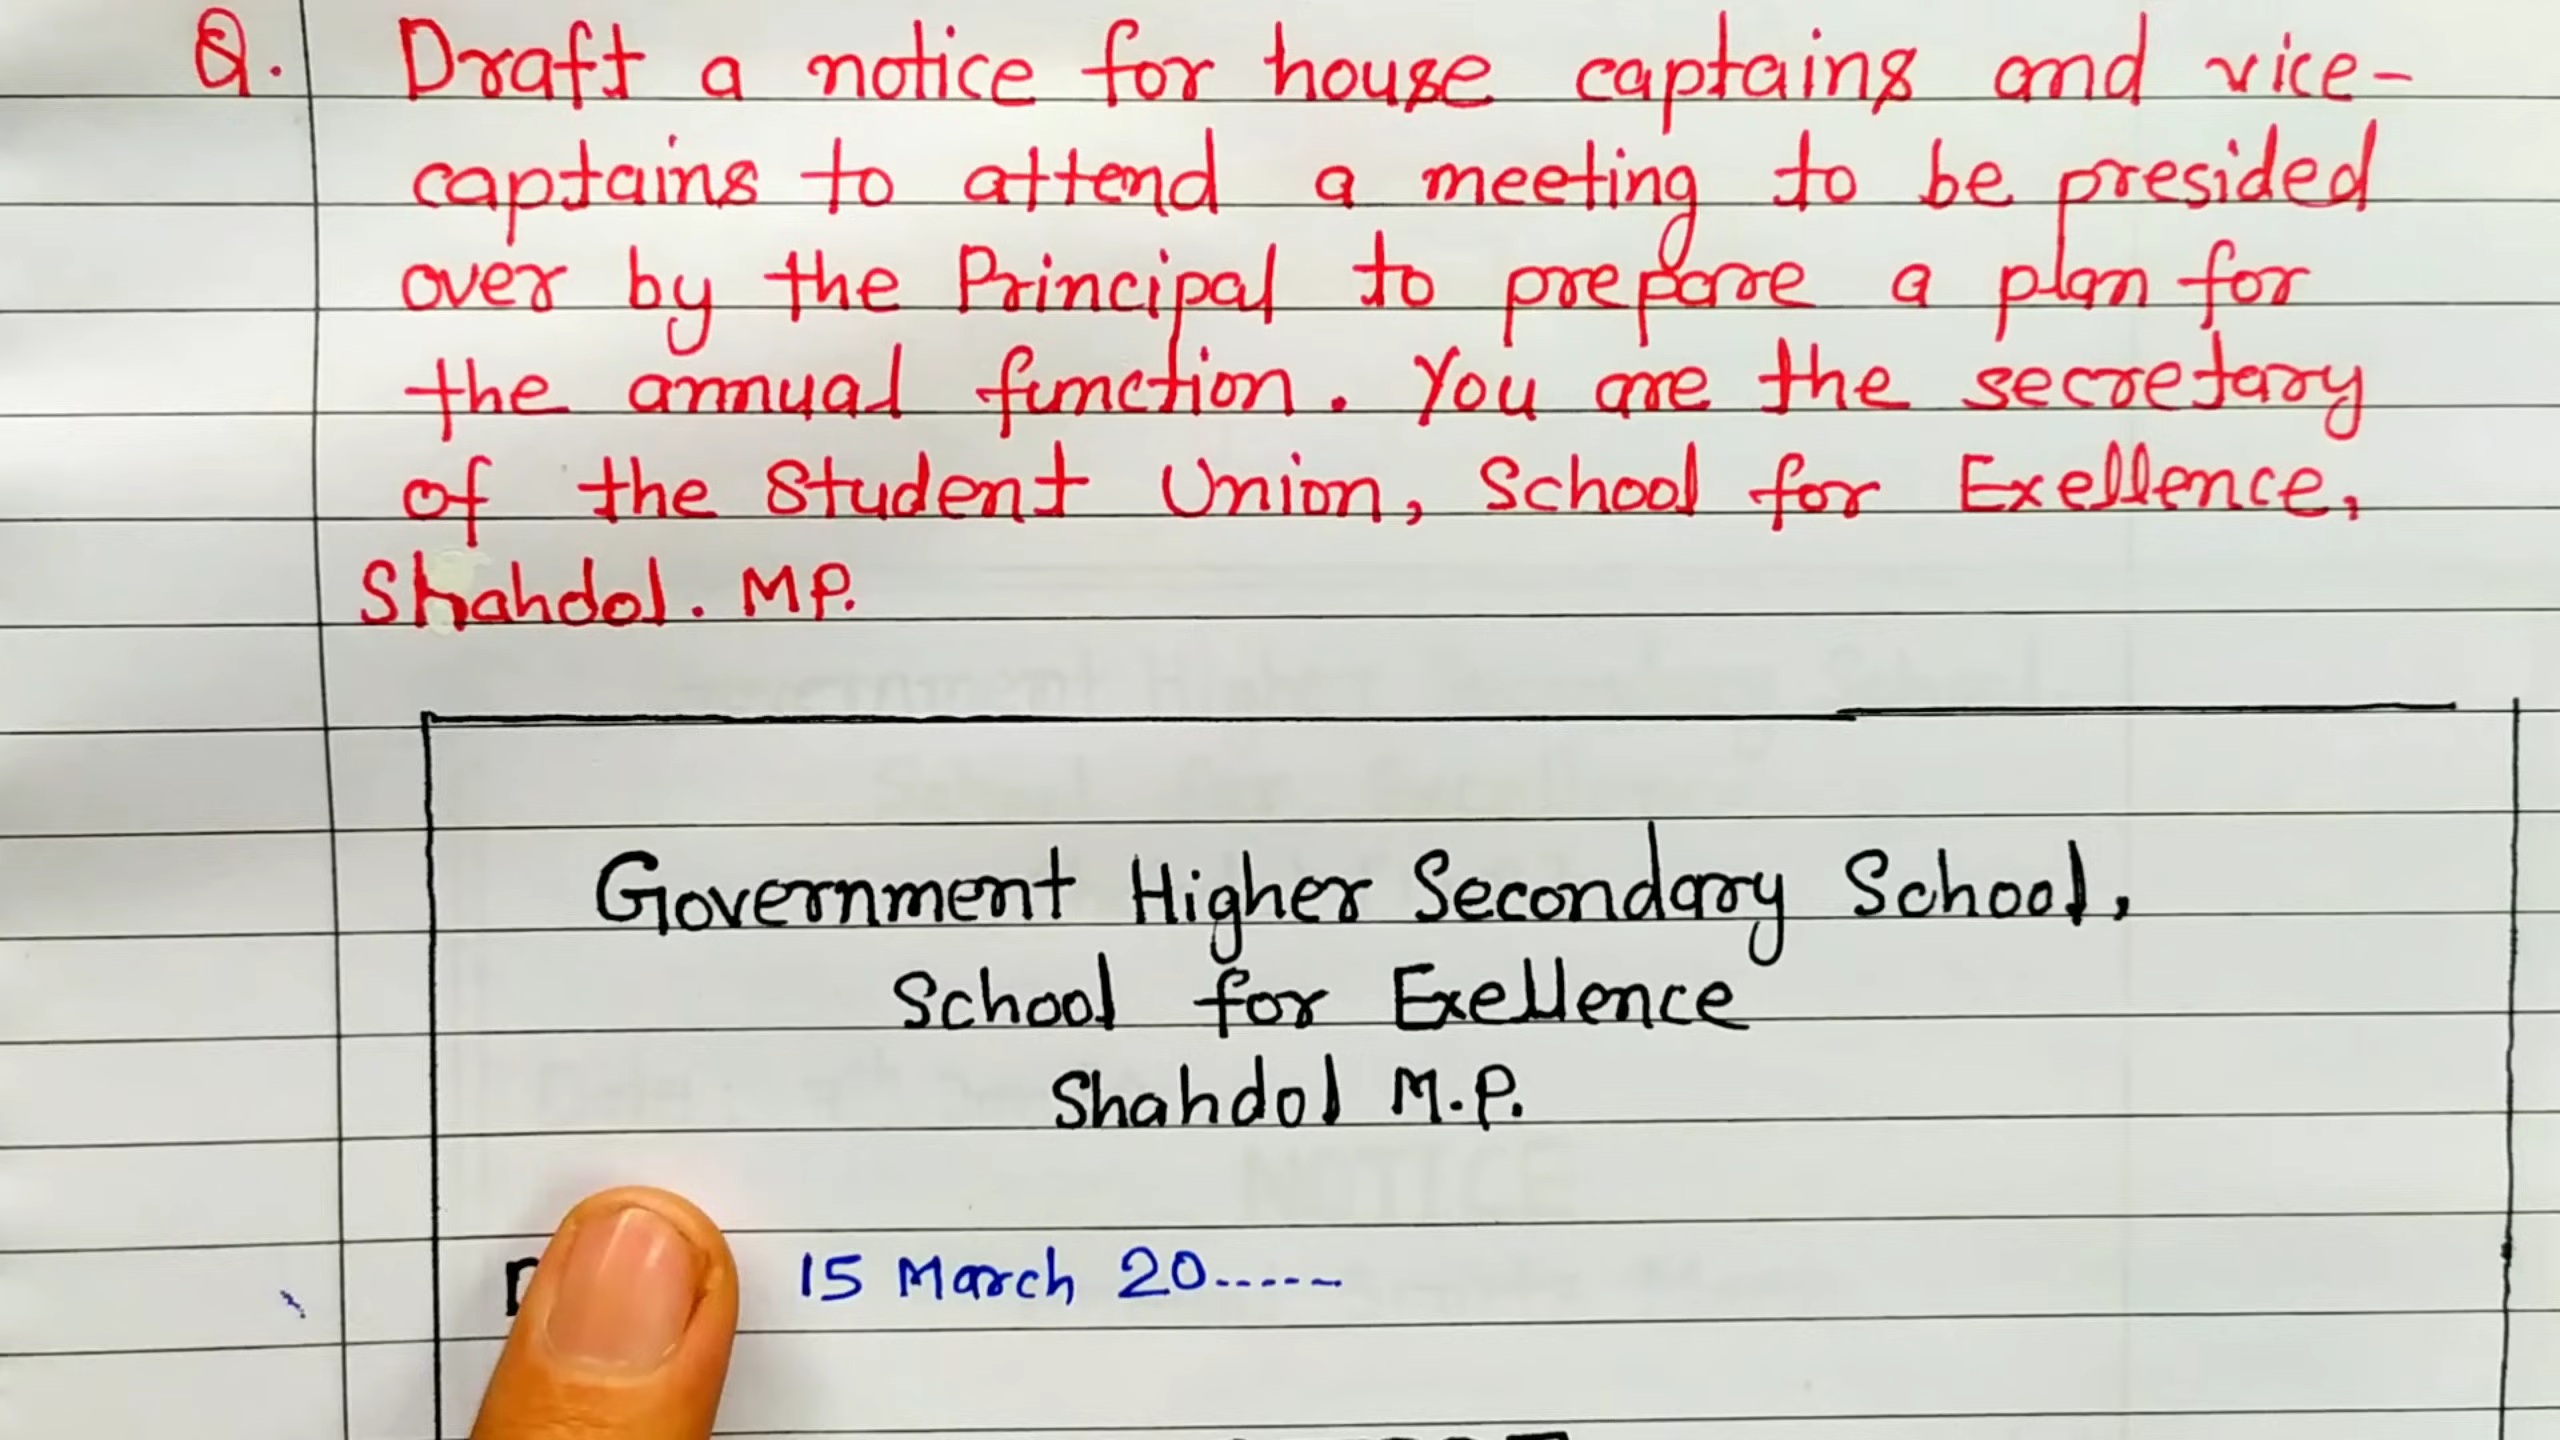 Q. Draft a notice for house captains and vice-
captains to attend a meeting to be presided
over by the Principal to prepare a plan for
the annual function. You are the secretary
of the Student Union, School for Exellence,
Shahdol. MP.
Government Higher Secondary School,
School for Exellence
Shahdol M.P.
15 March 20.....